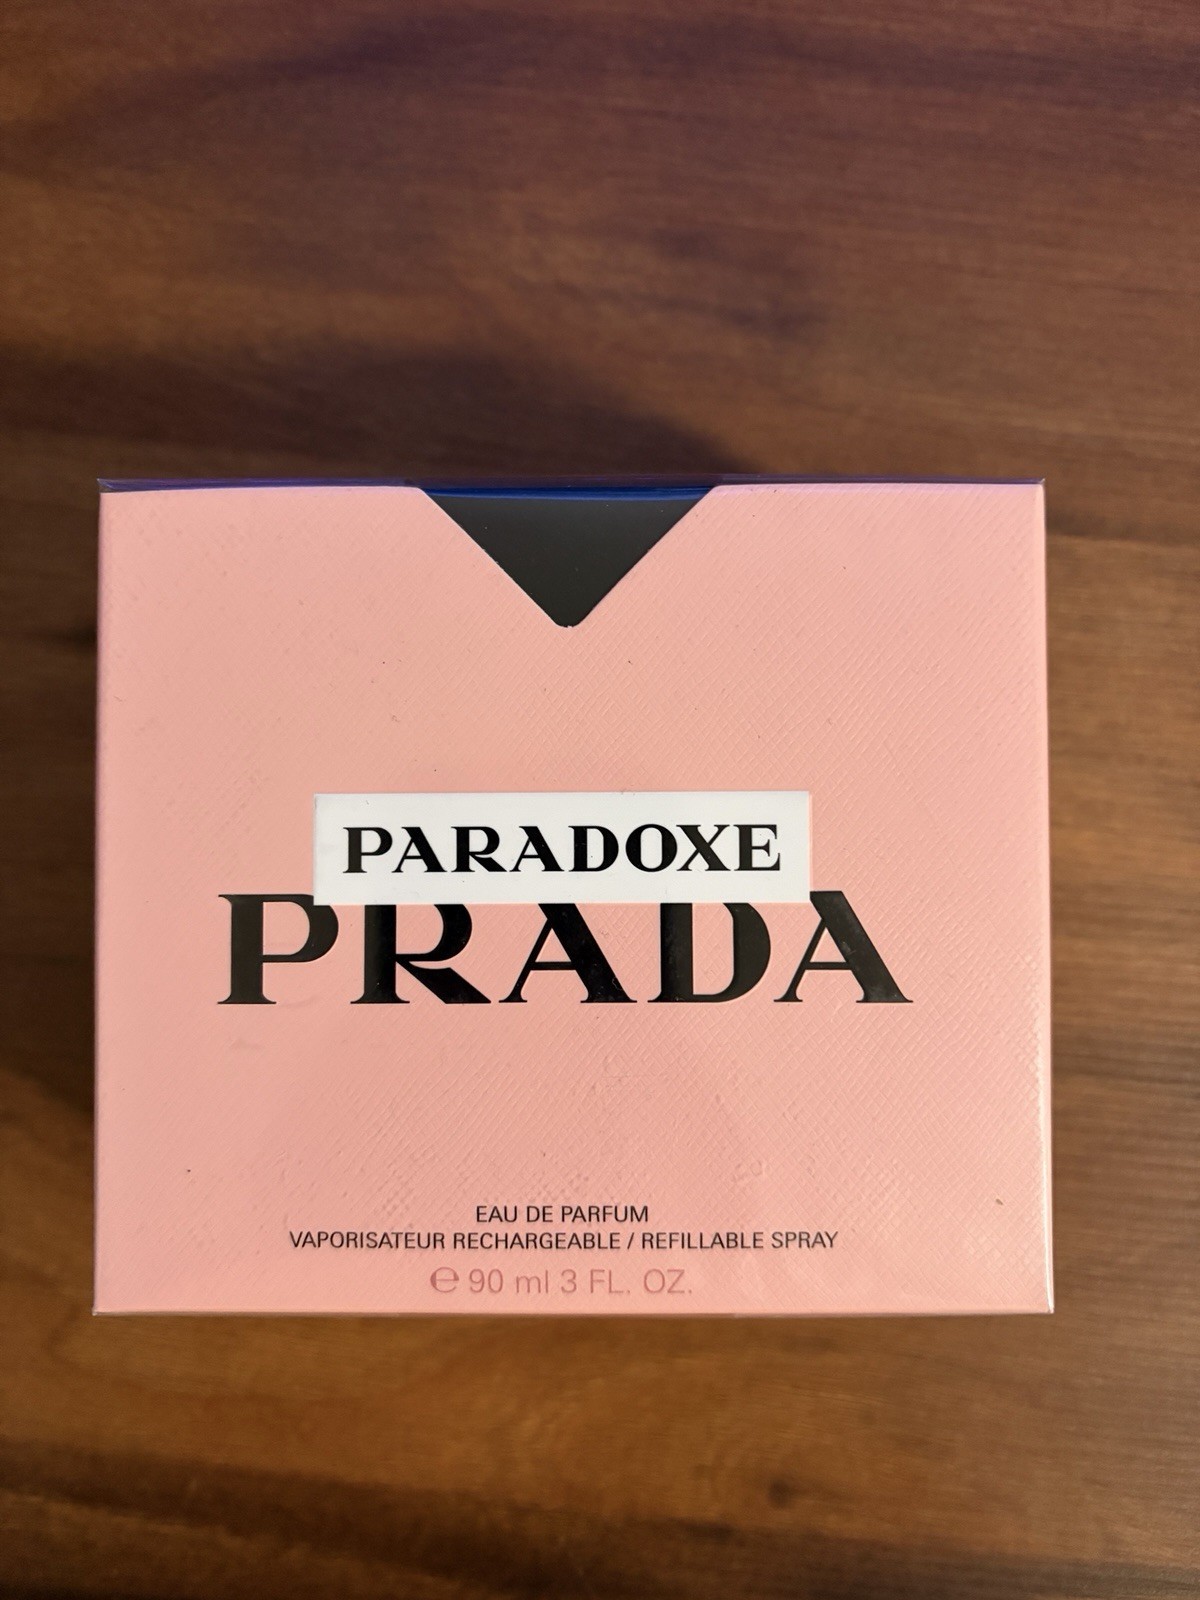 PARADOXE
PRADA
EAU DE PARFUM
VAPORISATEUR RECHARGEABLE / REFILLABLE SPRAY
℮ 90 ml 3 FL. OZ.